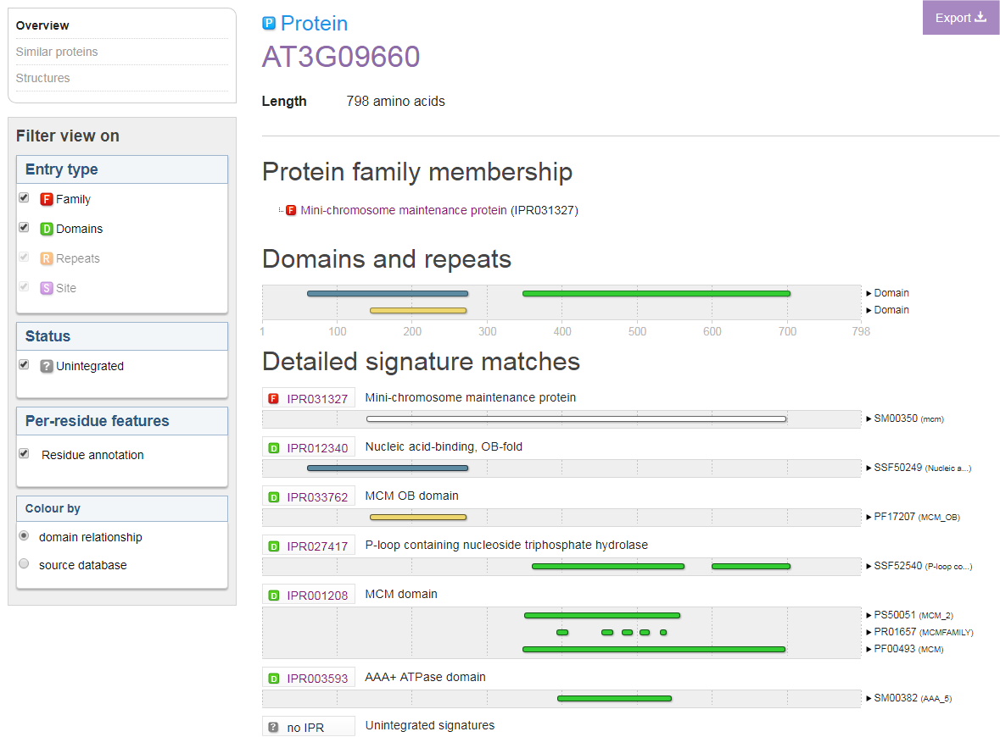 Overview
Similar proteins
Structures
Filter view on
Entry type
F Family
D Domains
R Repeats
S Site
Status
? Unintegrated
Per-residue features
Residue annotation
Colour by
domain relationship
source database
Export
P Protein
AT3G09660
Length 798 amino acids
Protein family membership
F Mini-chromosome maintenance protein (IPR031327)
Domains and repeats
Domain
Domain
1 100 200 300 400 500 600 700 798
Detailed signature matches
F IPR031327 Mini-chromosome maintenance protein
SM00350 (mcm)
D IPR012340 Nucleic acid-binding, OB-fold
SSF50249 (Nucleic a...)
D IPR033762 MCM OB domain
PF17207 (MCM_OB)
D IPR027417 P-loop containing nucleoside triphosphate hydrolase
SSF52540 (P-loop co...)
D IPR001208 MCM domain
PS50051 (MCM_2)
PR01657 (MCMFAMILY)
PF00493 (MCM)
D IPR003593 AAA+ ATPase domain
SM00382 (AAA_5)
? no IPR Unintegrated signatures